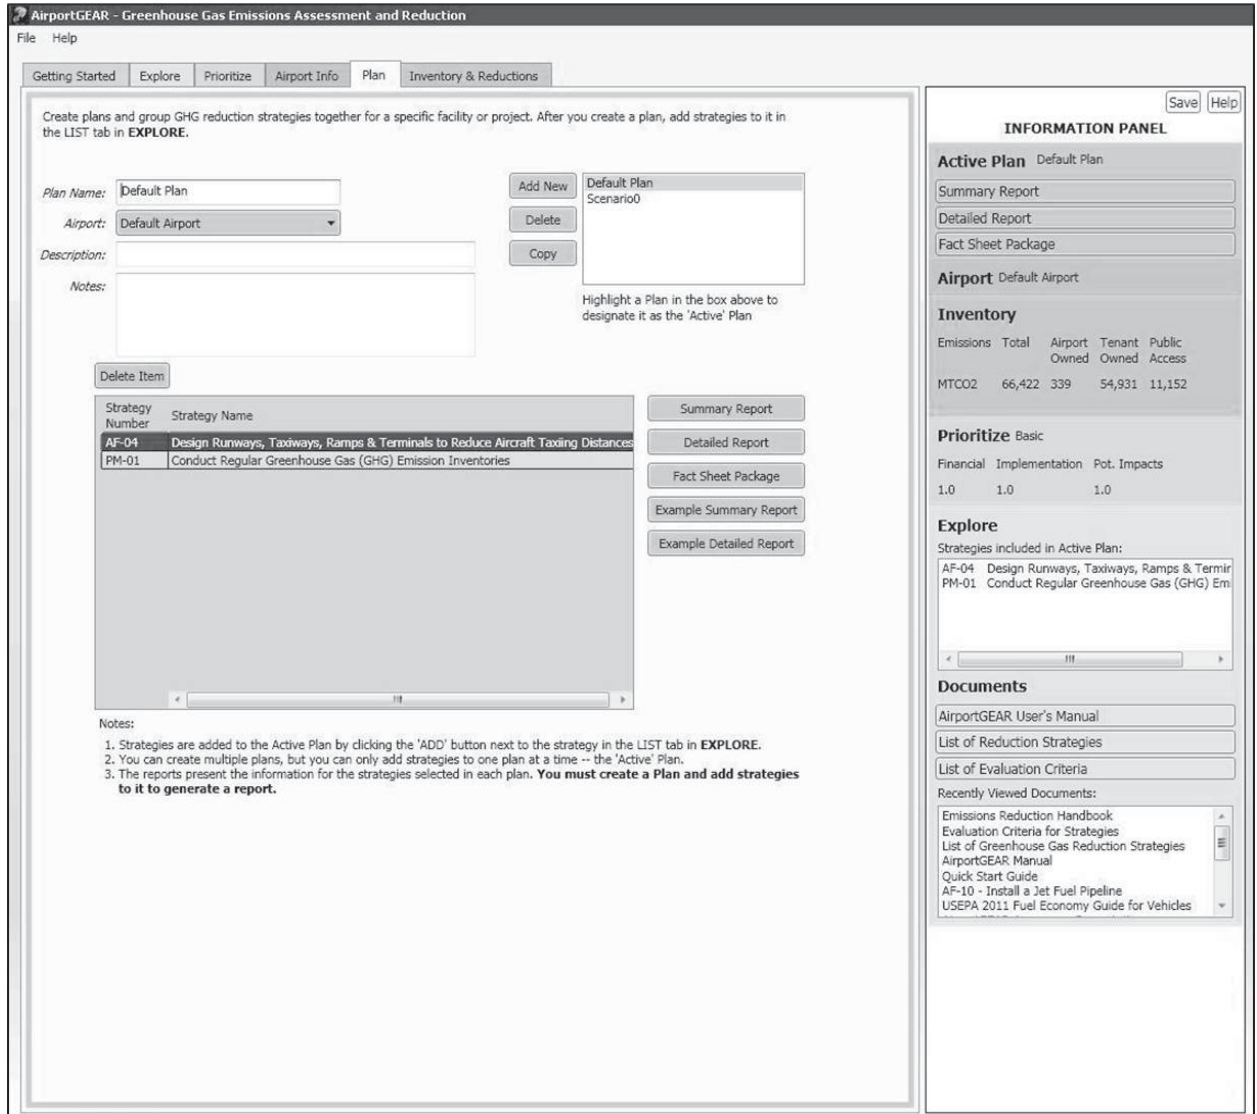 AirportGEAR - Greenhouse Gas Emissions Assessment and Reduction
File Help
Getting Started Explore Prioritize Airport Info Plan Inventory & Reductions
Create plans and group GHG reduction strategies together for a specific facility or project. After you create a plan, add strategies to it in
the LIST tab in EXPLORE.
Plan Name: Default Plan
Airport: Default Airport
Description:
Notes:
Add New
Delete
Copy
Default Plan
Scenario0
Highlight a Plan in the box above to
designate it as the 'Active' Plan
Delete Item
Strategy
Number
Strategy Name
AF-04 Design Runways, Taxiways, Ramps & Terminals to Reduce Aircraft Taxiing Distances
PM-01 Conduct Regular Greenhouse Gas (GHG) Emission Inventories
Summary Report
Detailed Report
Fact Sheet Package
Example Summary Report
Example Detailed Report
Notes:
1. Strategies are added to the Active Plan by clicking the 'ADD' button next to the strategy in the LIST tab in EXPLORE.
2. You can create multiple plans, but you can only add strategies to one plan at a time -- the 'Active' Plan.
3. The reports present the information for the strategies selected in each plan. You must create a Plan and add strategies
to it to generate a report.
Save Help
INFORMATION PANEL
Active Plan Default Plan
Summary Report
Detailed Report
Fact Sheet Package
Airport Default Airport
Inventory
Emissions Total Airport Tenant Public
Owned Owned Access
MTCO2 66,422 339 54,931 11,152
Prioritize Basic
Financial Implementation Pot. Impacts
1.0 1.0 1.0
Explore
Strategies included in Active Plan:
AF-04 Design Runways, Taxiways, Ramps & Termir
PM-01 Conduct Regular Greenhouse Gas (GHG) Em
Documents
AirportGEAR User's Manual
List of Reduction Strategies
List of Evaluation Criteria
Recently Viewed Documents:
Emissions Reduction Handbook
Evaluation Criteria for Strategies
List of Greenhouse Gas Reduction Strategies
AirportGEAR Manual
Quick Start Guide
AF-10 - Install a Jet Fuel Pipeline
USEPA 2011 Fuel Economy Guide for Vehicles